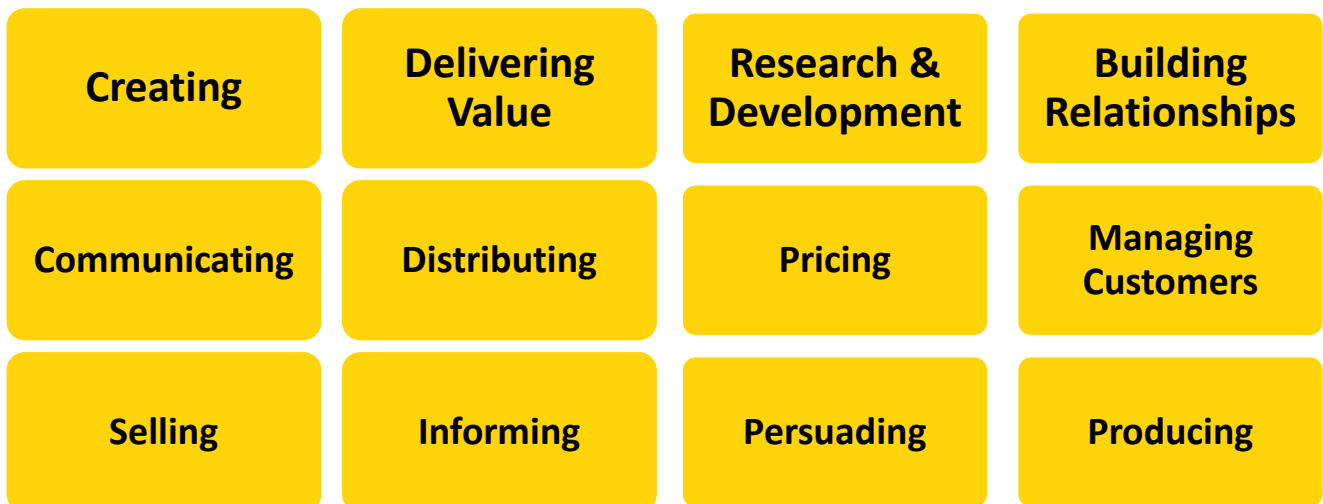 Creating
Delivering
Value
Research &
Development
Building
Relationships
Communicating
Distributing
Pricing
Managing
Customers
Selling
Informing
Persuading
Producing